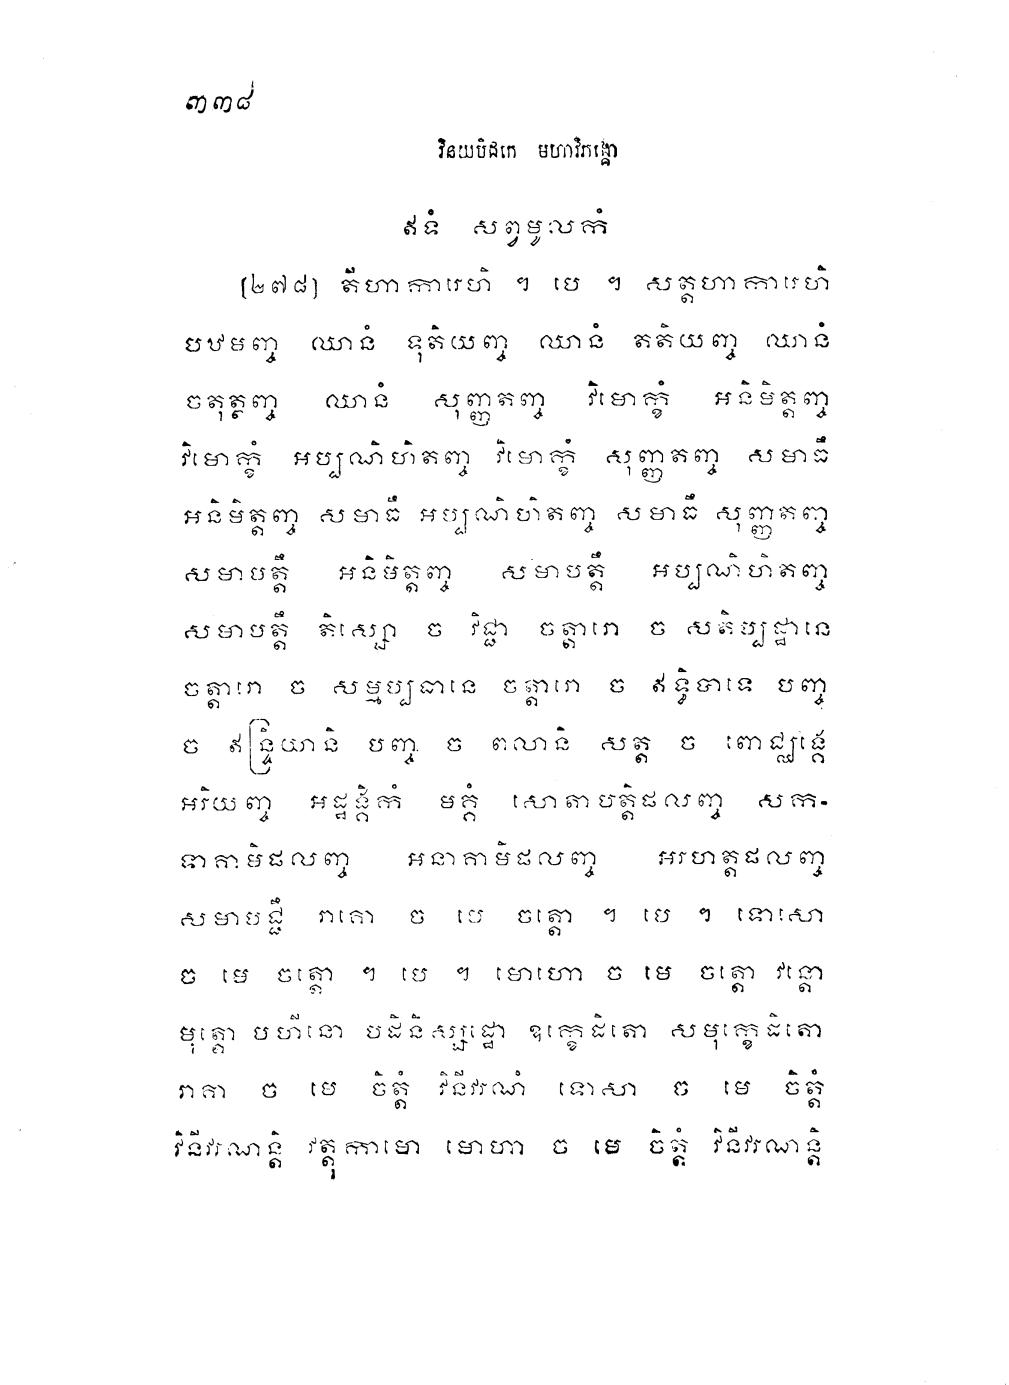 ៣៣៨
វិនយបិដកេ មហាវិភង្គោ
ឥទំ សព្វមូលកំ
[២៧៨] តីហាការេហិ ។ បេ ។ សត្តហាការេហិ
បឋមញ្ច ឈានំ ទុតិយញ្ច ឈានំ តតិយញ្ច ឈានំ
ចតុត្ថញ្ច ឈានំ សុញ្ញតញ្ច វិមោក្ខំ អនិមិត្តញ្ច
វិមោក្ខំ អប្បណិហិតញ្ច វិមោក្ខំ សុញ្ញតញ្ច សមាធឹ
អនិមិត្តញ្ច សមាធឹ អប្បណិហិតញ្ច សមាធឹ សុញ្ញតញ្ច
សមាបត្តឹ អនិមិត្តញ្ច សមាបត្តឹ អប្បណិហិតញ្ច
សមាបត្តឹ តិស្សោ ច វិជ្ជា ចត្តារោ ច សតិប្បដ្ឋានេ
ចត្តារោ ច សម្មប្បធានេ ចត្តារោ ច ឥទ្ធិបាទេ បញ្ច
ច ឥន្ទ្រិយានិ បញ្ច ច ពលានិ សត្ត ច ពោជ្ឈង្គេ
អរិយញ្ច អដ្ឋង្គិកំ មគ្គំ សោតាបត្តិផលញ្ច សក-
ទាគាមិផលញ្ច អនាគាមិផលញ្ច អរហត្តផលញ្ច
សមាបជ្ជឹ រាគោ ច មេ ចត្តោ ។ បេ ។ ទោសោ
ច មេ ចត្តោ ។ បេ ។ មោហោ ច មេ ចត្តោ វន្តោ
មុត្តោ បហីនោ បដិនិស្សដ្ឋោ ឧក្ខេដិតោ សមុក្ខេដិតោ
រាគា ច មេ ចិត្តំ វិនីវរណំ ទោសា ច មេ ចិត្តំ
វិនីវរណន្តិ វត្តុកាមោ មោហា ច មេ ចិត្តំ វិនីវរណន្តិ